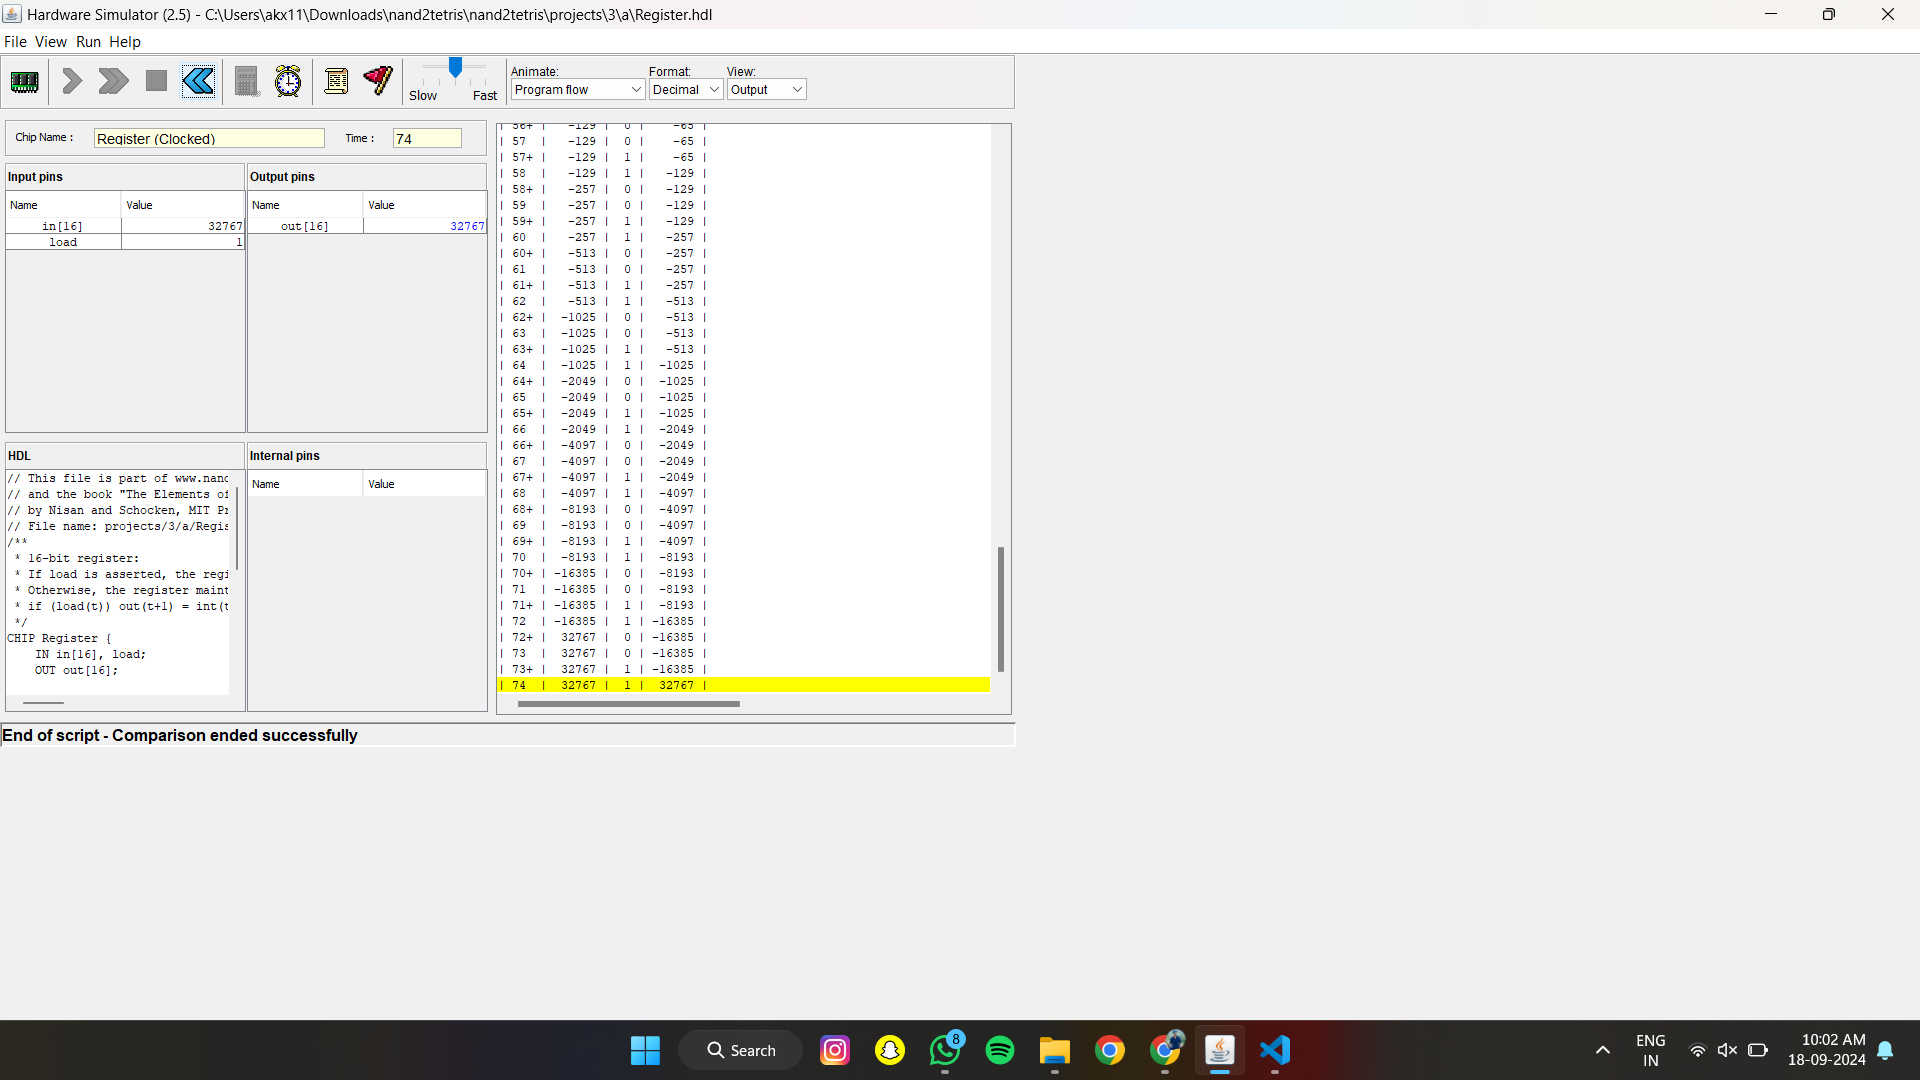 Hardware Simulator (2.5) - C:\Users\akx11\Downloads\nand2tetris\nand2tetris\projects\3\a\Register.hdl
File View Run Help
Slow Fast
Animate:
Program flow
Format:
Decimal
View:
Output
Chip Name :
Register (Clocked)
Time :
74
Input pins
Name Value
in[16] 32767
load 1
Output pins
Name Value
out[16] 32767
HDL
// This file is part of www.nand
// and the book "The Elements of
// by Nisan and Schocken, MIT Pr
// File name: projects/3/a/Regis
/**
* 16-bit register:
* If load is asserted, the regi
* Otherwise, the register maint
* if (load(t)) out(t+1) = int(t
*/
CHIP Register {
IN in[16], load;
OUT out[16];
Internal pins
Name Value
| 56+ | -129 | 0 | -65 |
| 57 | -129 | 0 | -65 |
| 57+ | -129 | 1 | -65 |
| 58 | -129 | 1 | -129 |
| 58+ | -257 | 0 | -129 |
| 59 | -257 | 0 | -129 |
| 59+ | -257 | 1 | -129 |
| 60 | -257 | 1 | -257 |
| 60+ | -513 | 0 | -257 |
| 61 | -513 | 0 | -257 |
| 61+ | -513 | 1 | -257 |
| 62 | -513 | 1 | -513 |
| 62+ | -1025 | 0 | -513 |
| 63 | -1025 | 0 | -513 |
| 63+ | -1025 | 1 | -513 |
| 64 | -1025 | 1 | -1025 |
| 64+ | -2049 | 0 | -1025 |
| 65 | -2049 | 0 | -1025 |
| 65+ | -2049 | 1 | -1025 |
| 66 | -2049 | 1 | -2049 |
| 66+ | -4097 | 0 | -2049 |
| 67 | -4097 | 0 | -2049 |
| 67+ | -4097 | 1 | -2049 |
| 68 | -4097 | 1 | -4097 |
| 68+ | -8193 | 0 | -4097 |
| 69 | -8193 | 0 | -4097 |
| 69+ | -8193 | 1 | -4097 |
| 70 | -8193 | 1 | -8193 |
| 70+ | -16385 | 0 | -8193 |
| 71 | -16385 | 0 | -8193 |
| 71+ | -16385 | 1 | -8193 |
| 72 | -16385 | 1 | -16385 |
| 72+ | 32767 | 0 | -16385 |
| 73 | 32767 | 0 | -16385 |
| 73+ | 32767 | 1 | -16385 |
| 74 | 32767 | 1 | 32767 |
End of script - Comparison ended successfully
Search
8
ENG
IN
10:02 AM
18-09-2024